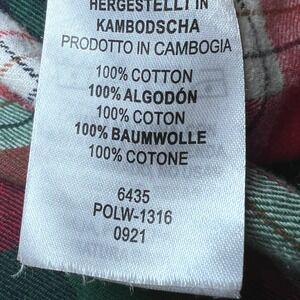 HERGESTELLT IN
KAMBODSCHA
PRODOTTO IN CAMBOGIA
100% COTTON
100% ALGODÓN
100% COTON
100% BAUMWOLLE
100% COTONE
6435
POLW-1316
0921